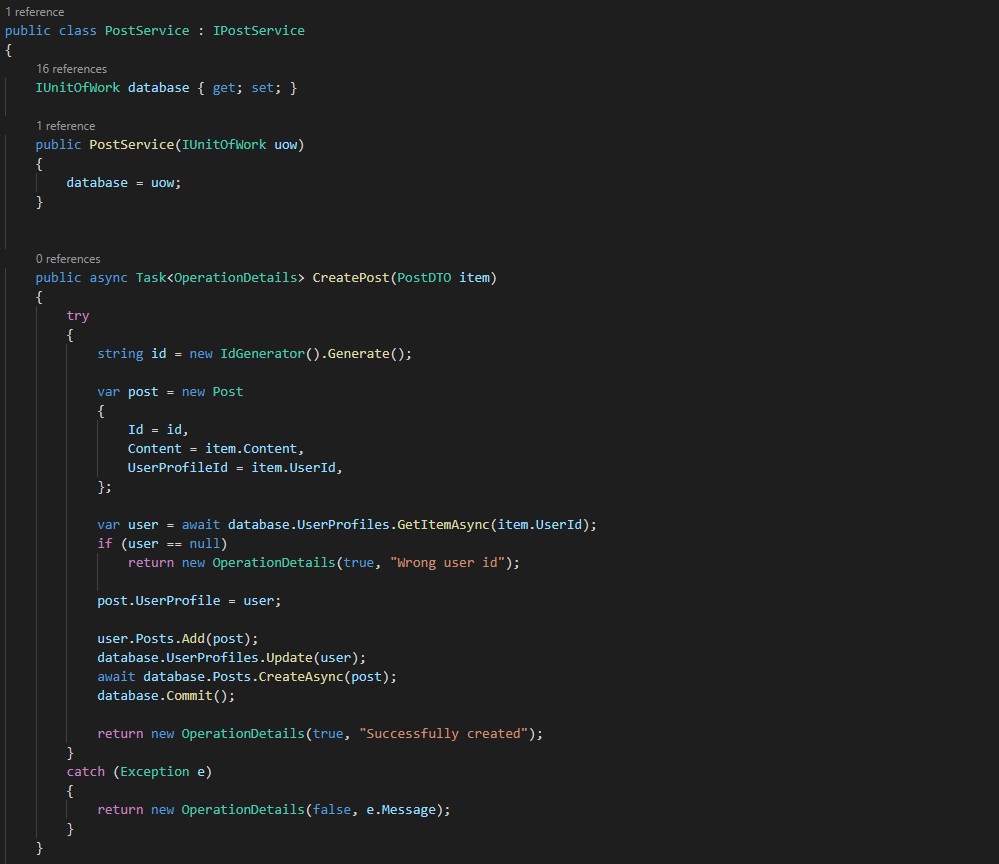 1 reference
public class PostService : IPostService
{
16 references
IUnitOfWork database { get; set; }
1 reference
public PostService(IUnitOfWork uow)
{
database = uow;
}
0 references
public async Task<OperationDetails> CreatePost(PostDTO item)
{
try
{
string id = new IdGenerator().Generate();
var post = new Post
{
Id = id,
Content = item.Content,
UserProfileId = item.UserId,
};
var user = await database.UserProfiles.GetItemAsync(item.UserId);
if (user == null)
return new OperationDetails(true, "Wrong user id");
post.UserProfile = user;
user.Posts.Add(post);
database.UserProfiles.Update(user);
await database.Posts.CreateAsync(post);
database.Commit();
return new OperationDetails(true, "Successfully created");
}
catch (Exception e)
{
return new OperationDetails(false, e.Message);
}
}